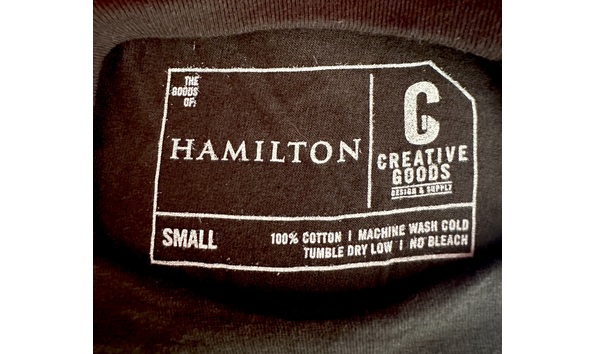 THE
GOODS
OF:
HAMILTON
C
CREATIVE
GOODS
DESIGN & SUPPLY
SMALL
100% COTTON | MACHINE WASH COLD
TUMBLE DRY LOW | NO BLEACH